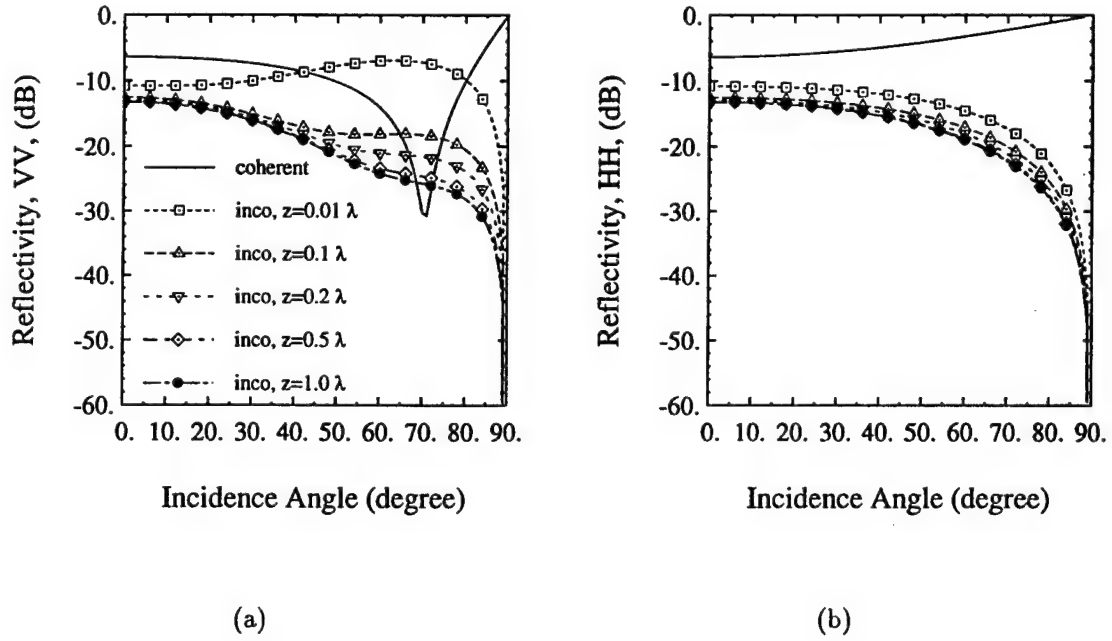 0.
-10.
-20.
-30.
-40.
-50.
-60.
Reflectivity, VV, (dB)
coherent
inco, z=0.01 λ
inco, z=0.1 λ
inco, z=0.2 λ
inco, z=0.5 λ
inco, z=1.0 λ
0. 10. 20. 30. 40. 50. 60. 70. 80. 90.
Incidence Angle (degree)
(a)
0.
-10.
-20.
-30.
-40.
-50.
-60.
Reflectivity, HH, (dB)
0. 10. 20. 30. 40. 50. 60. 70. 80. 90.
Incidence Angle (degree)
(b)